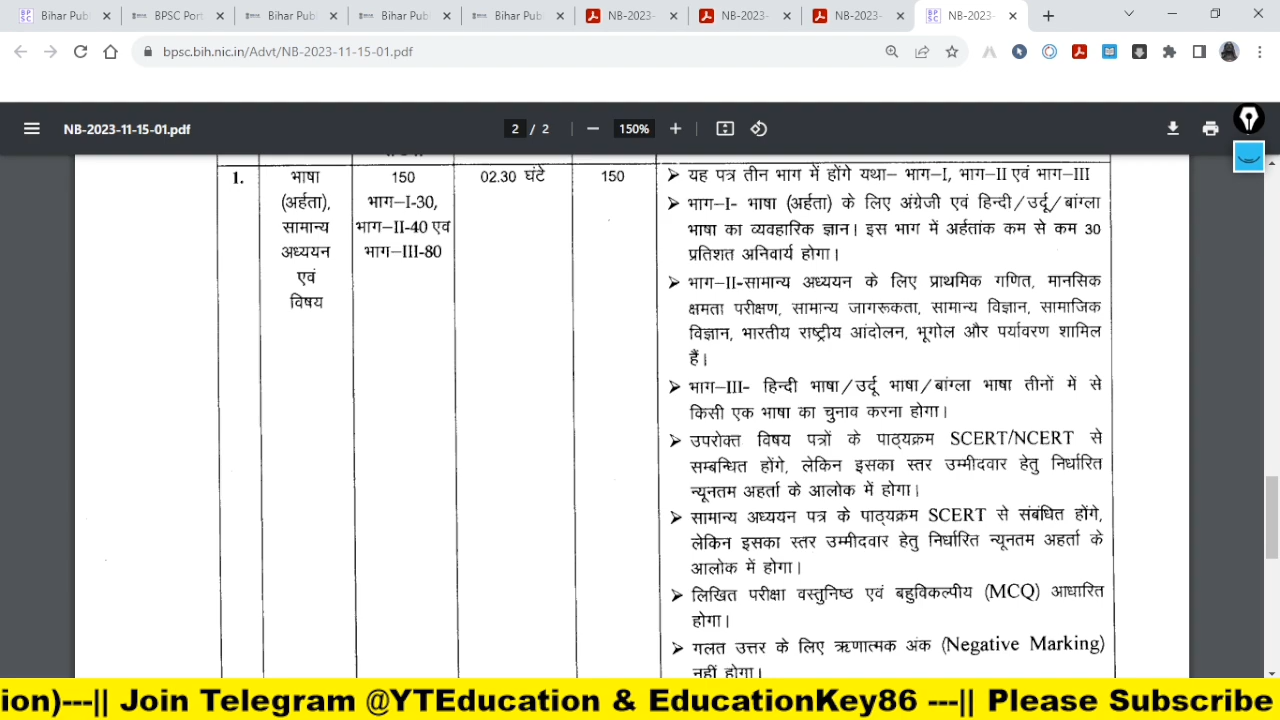 Bihar Publ
BPSC Port
Bihar Publ
Bihar Publ
Bihar Pub
NB-2023-
NB-2023-
NB-2023-
NB-2023-
bpsc.bih.nic.in/Advt/NB-2023-11-15-01.pdf
NB-2023-11-15-01.pdf
2 / 2
150%
1.
भाषा
(अर्हता),
सामान्य
अध्ययन
एवं
विषय
150
भाग–I-30,
भाग–II-40 एवं
भाग–III-80
02.30 घंटे
150
➢ यह पत्र तीन भाग में होंगे यथा– भाग–I, भाग–II एवं भाग–III
➢ भाग–I- भाषा (अर्हता) के लिए अंग्रेजी एवं हिन्दी/उर्दू/बांग्ला
भाषा का व्यवहारिक ज्ञान। इस भाग में अर्हतांक कम से कम 30
प्रतिशत अनिवार्य होगा।
➢ भाग–II-सामान्य अध्ययन के लिए प्राथमिक गणित, मानसिक
क्षमता परीक्षण, सामान्य जागरूकता, सामान्य विज्ञान, सामाजिक
विज्ञान, भारतीय राष्ट्रीय आंदोलन, भूगोल और पर्यावरण शामिल
हैं।
➢ भाग–III- हिन्दी भाषा/उर्दू भाषा/बांग्ला भाषा तीनों में से
किसी एक भाषा का चुनाव करना होगा।
➢ उपरोक्त विषय पत्रों के पाठ्यक्रम SCERT/NCERT से
सम्बन्धित होंगे, लेकिन इसका स्तर उम्मीदवार हेतु निर्धारित
न्यूनतम अहर्ता के आलोक में होगा।
➢ सामान्य अध्ययन पत्र के पाठ्यक्रम SCERT से संबंधित होंगे,
लेकिन इसका स्तर उम्मीदवार हेतु निर्धारित न्यूनतम अहर्ता के
आलोक में होगा।
➢ लिखित परीक्षा वस्तुनिष्ठ एवं बहुविकल्पीय (MCQ) आधारित
होगा।
➢ गलत उत्तर के लिए ऋणात्मक अंक (Negative Marking)
नहीं होगा।
ion)---|| Join Telegram @YTEducation & EducationKey86 ---|| Please Subscribe